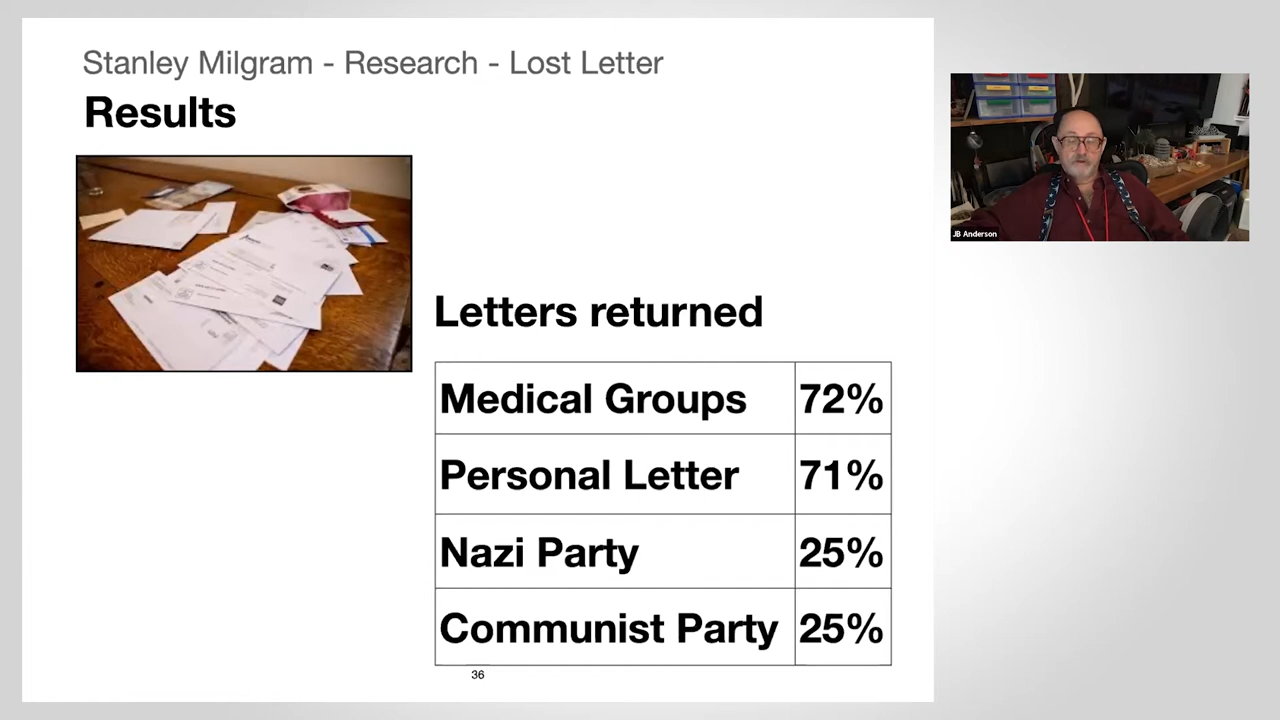 Stanley Milgram - Research - Lost Letter
Results
Letters returned
Medical Groups 72%
Personal Letter 71%
Nazi Party 25%
Communist Party 25%
36
JB Anderson